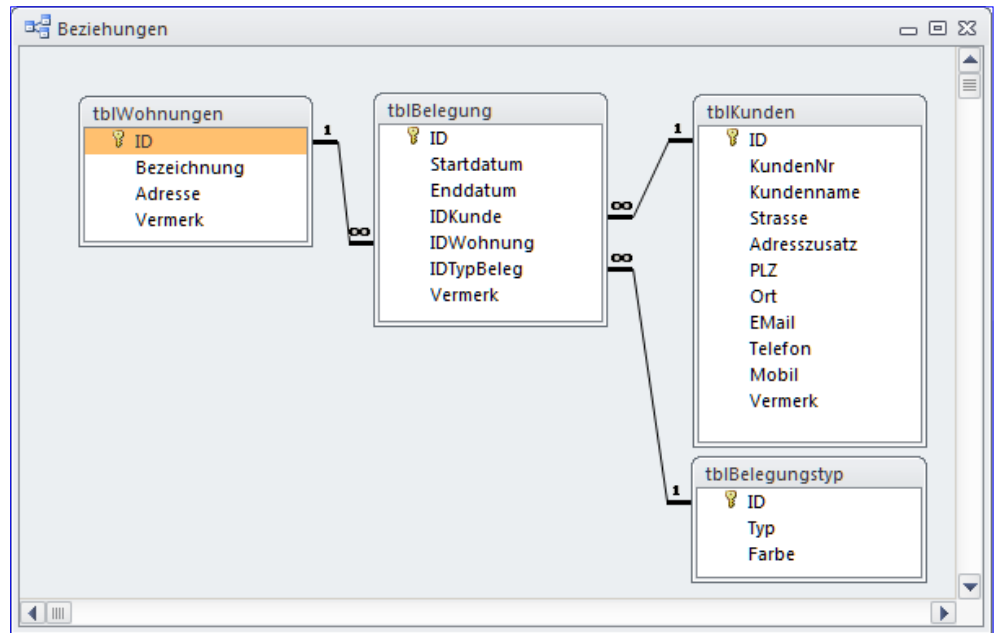 Beziehungen
tblWohnungen
ID
Bezeichnung
Adresse
Vermerk
1
∞
tblBelegung
ID
Startdatum
Enddatum
IDKunde
IDWohnung
IDTypBeleg
Vermerk
∞
∞
1
tblKunden
ID
KundenNr
Kundenname
Strasse
Adresszusatz
PLZ
Ort
EMail
Telefon
Mobil
Vermerk
1
tblBelegungstyp
ID
Typ
Farbe